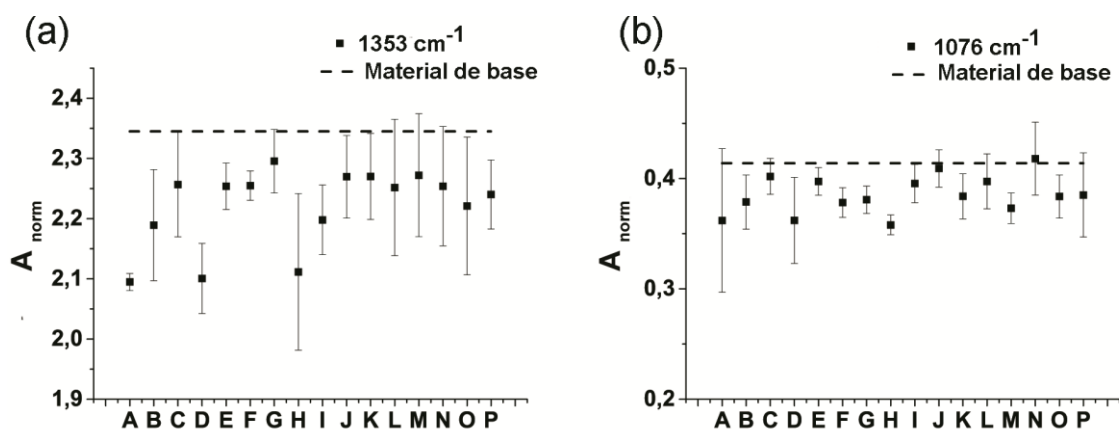 (a)
1353 cm-1
Material de base
2,4
2,3
2,2
2,1
2,0
1,9
A norm
A B C D E F G H I J K L M N O P
(b)
1076 cm-1
Material de base
0,5
0,4
0,3
0,2
A norm
A B C D E F G H I J K L M N O P